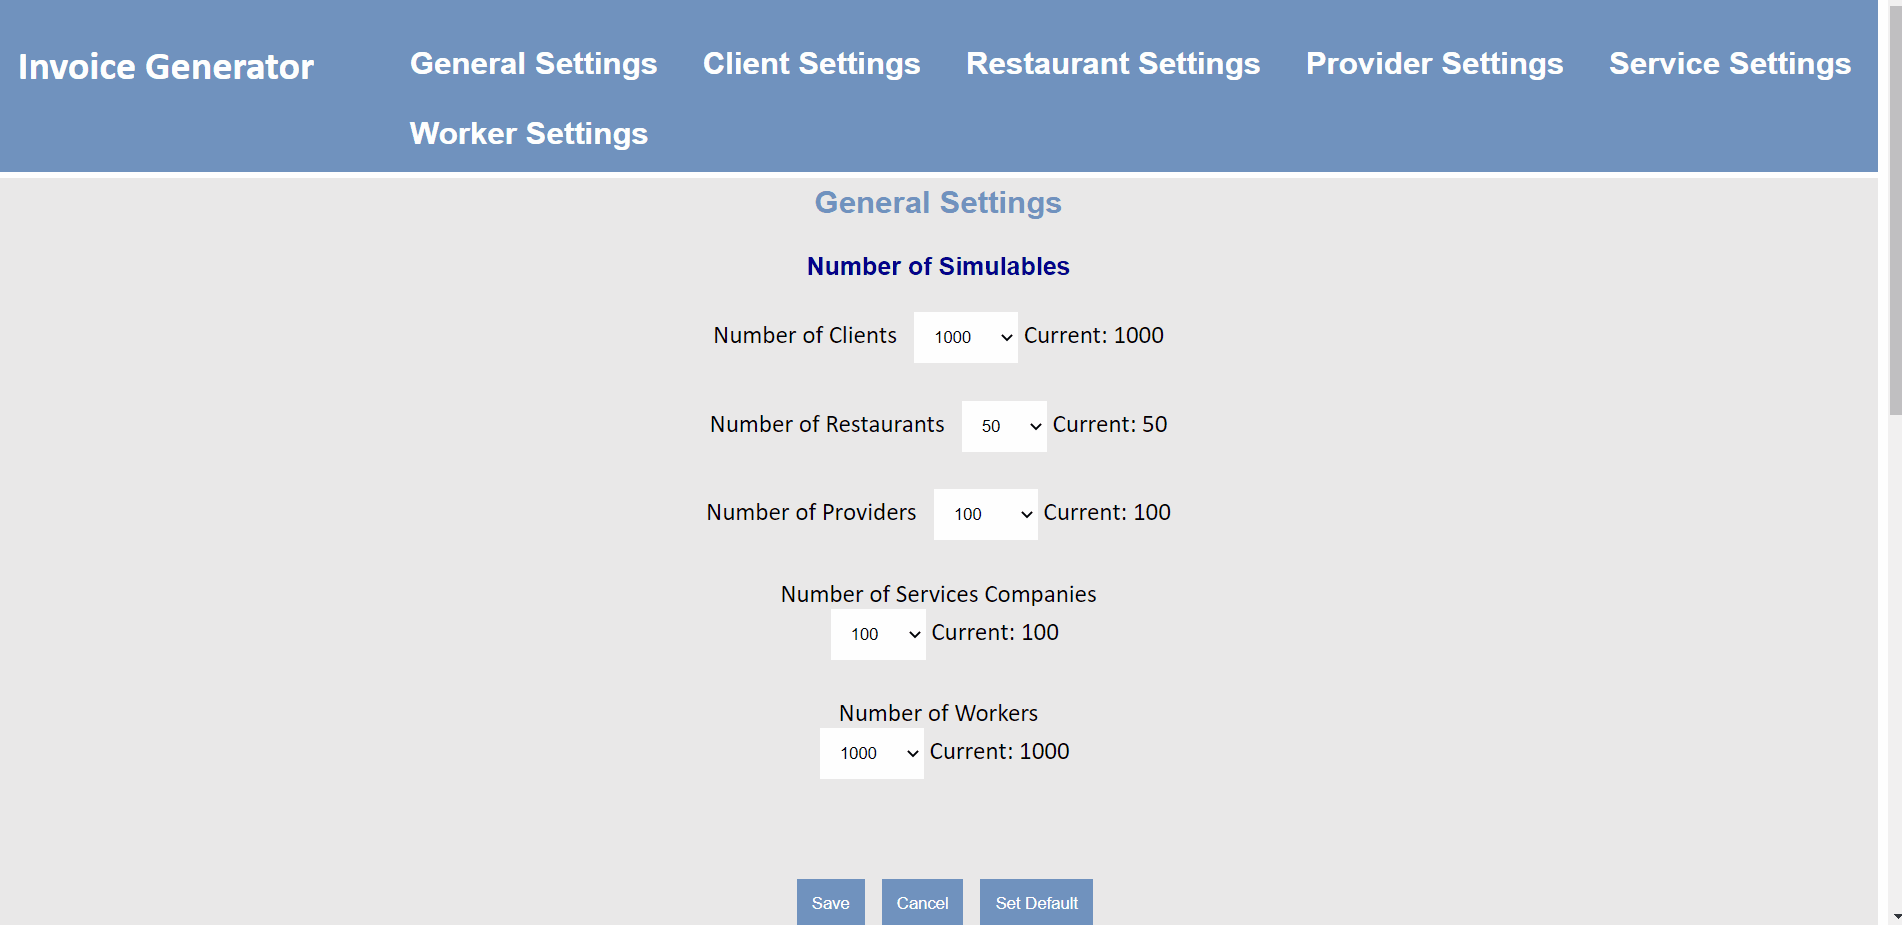 Invoice Generator
General Settings Client Settings Restaurant Settings Provider Settings Service Settings
Worker Settings
General Settings
Number of Simulables
Number of Clients 1000 Current: 1000
Number of Restaurants 50 Current: 50
Number of Providers 100 Current: 100
Number of Services Companies
100 Current: 100
Number of Workers
1000 Current: 1000
Save Cancel Set Default